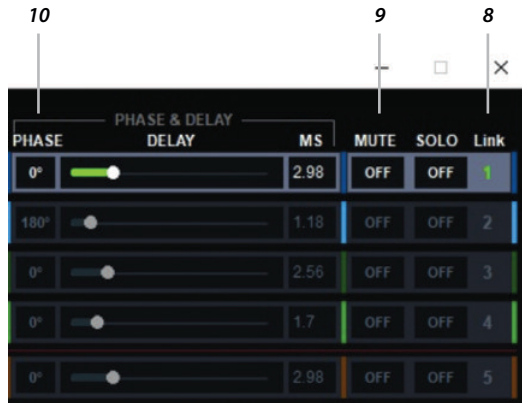 10 9 8
PHASE & DELAY
PHASE DELAY MS MUTE SOLO Link
0° 2.98 OFF OFF 1
180° 1.18 OFF OFF 2
0° 2.56 OFF OFF 3
0° 1.7 OFF OFF 4
0° 2.98 OFF OFF 5